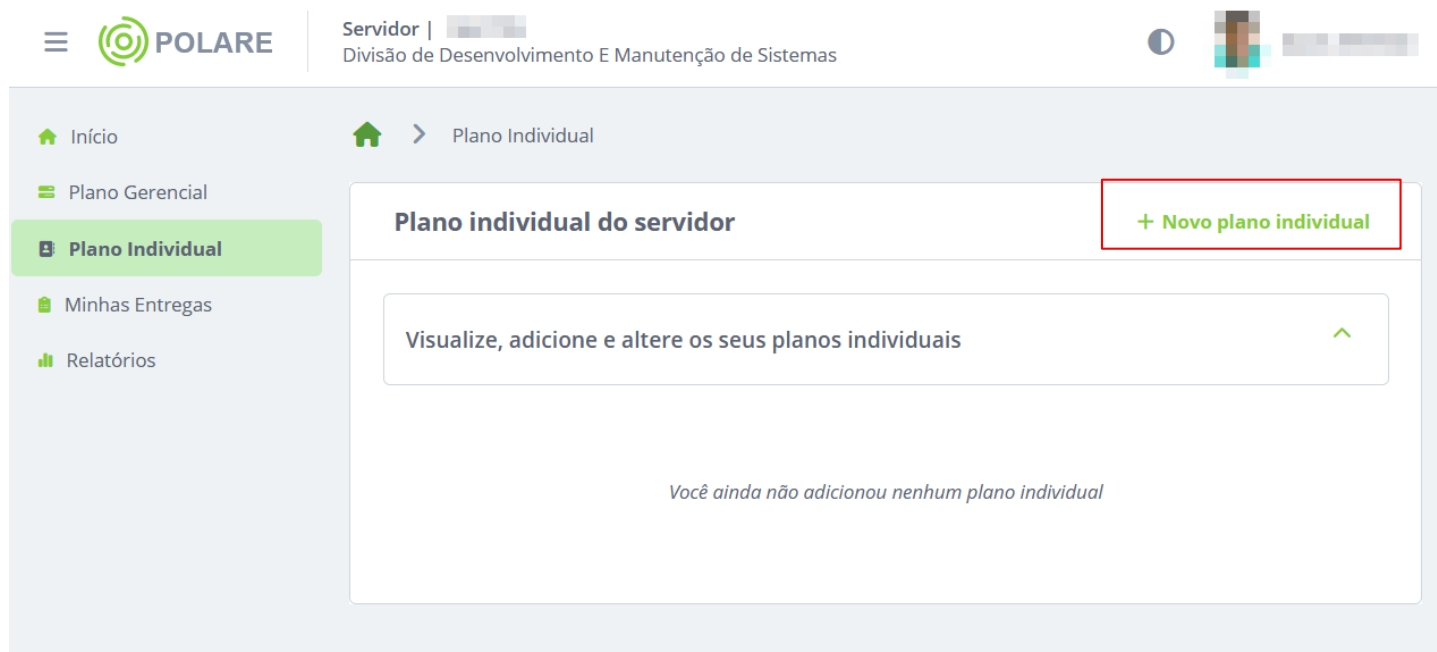 POLARE
Servidor |
Divisão de Desenvolvimento E Manutenção de Sistemas
Início
Plano Gerencial
Plano Individual
Minhas Entregas
Relatórios
Plano Individual
Plano individual do servidor
+ Novo plano individual
Visualize, adicione e altere os seus planos individuais
Você ainda não adicionou nenhum plano individual